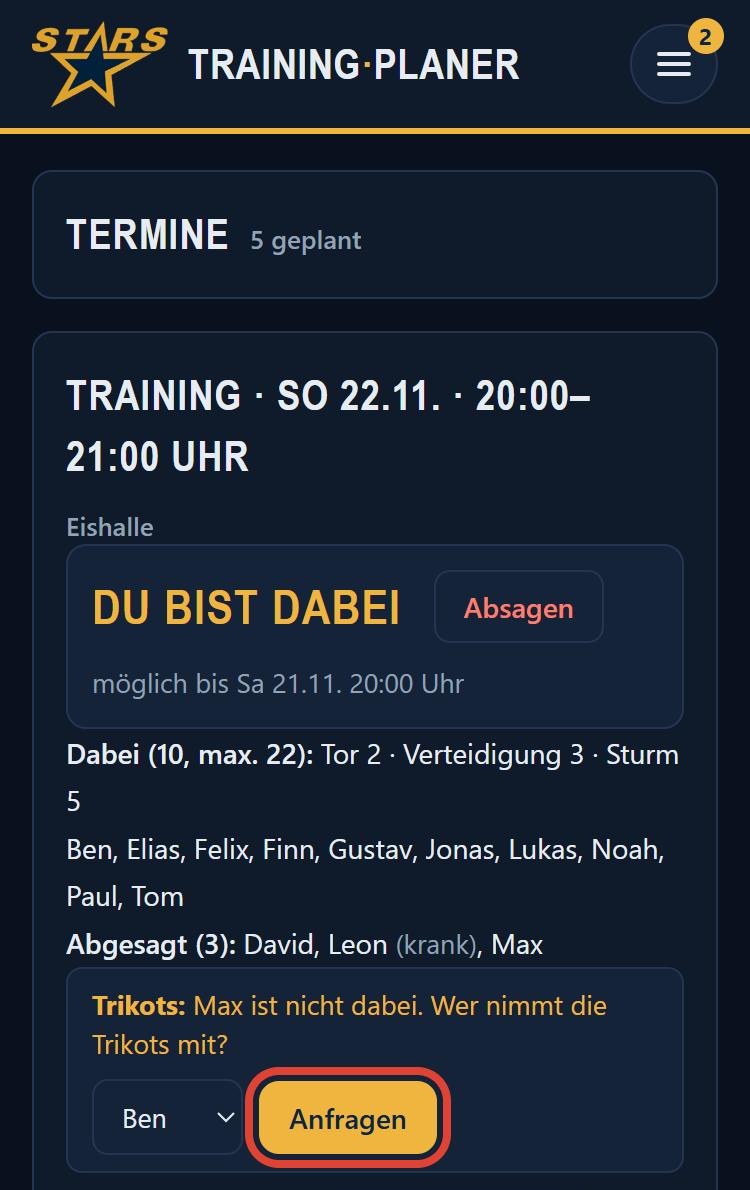 STARS
TRAINING·PLANER
2
TERMINE 5 geplant
TRAINING · SO 22.11. · 20:00–
21:00 UHR
Eishalle
DU BIST DABEI Absagen
möglich bis Sa 21.11. 20:00 Uhr
Dabei (10, max. 22): Tor 2 · Verteidigung 3 · Sturm
5
Ben, Elias, Felix, Finn, Gustav, Jonas, Lukas, Noah,
Paul, Tom
Abgesagt (3): David, Leon (krank), Max
Trikots: Max ist nicht dabei. Wer nimmt die
Trikots mit?
Ben Anfragen